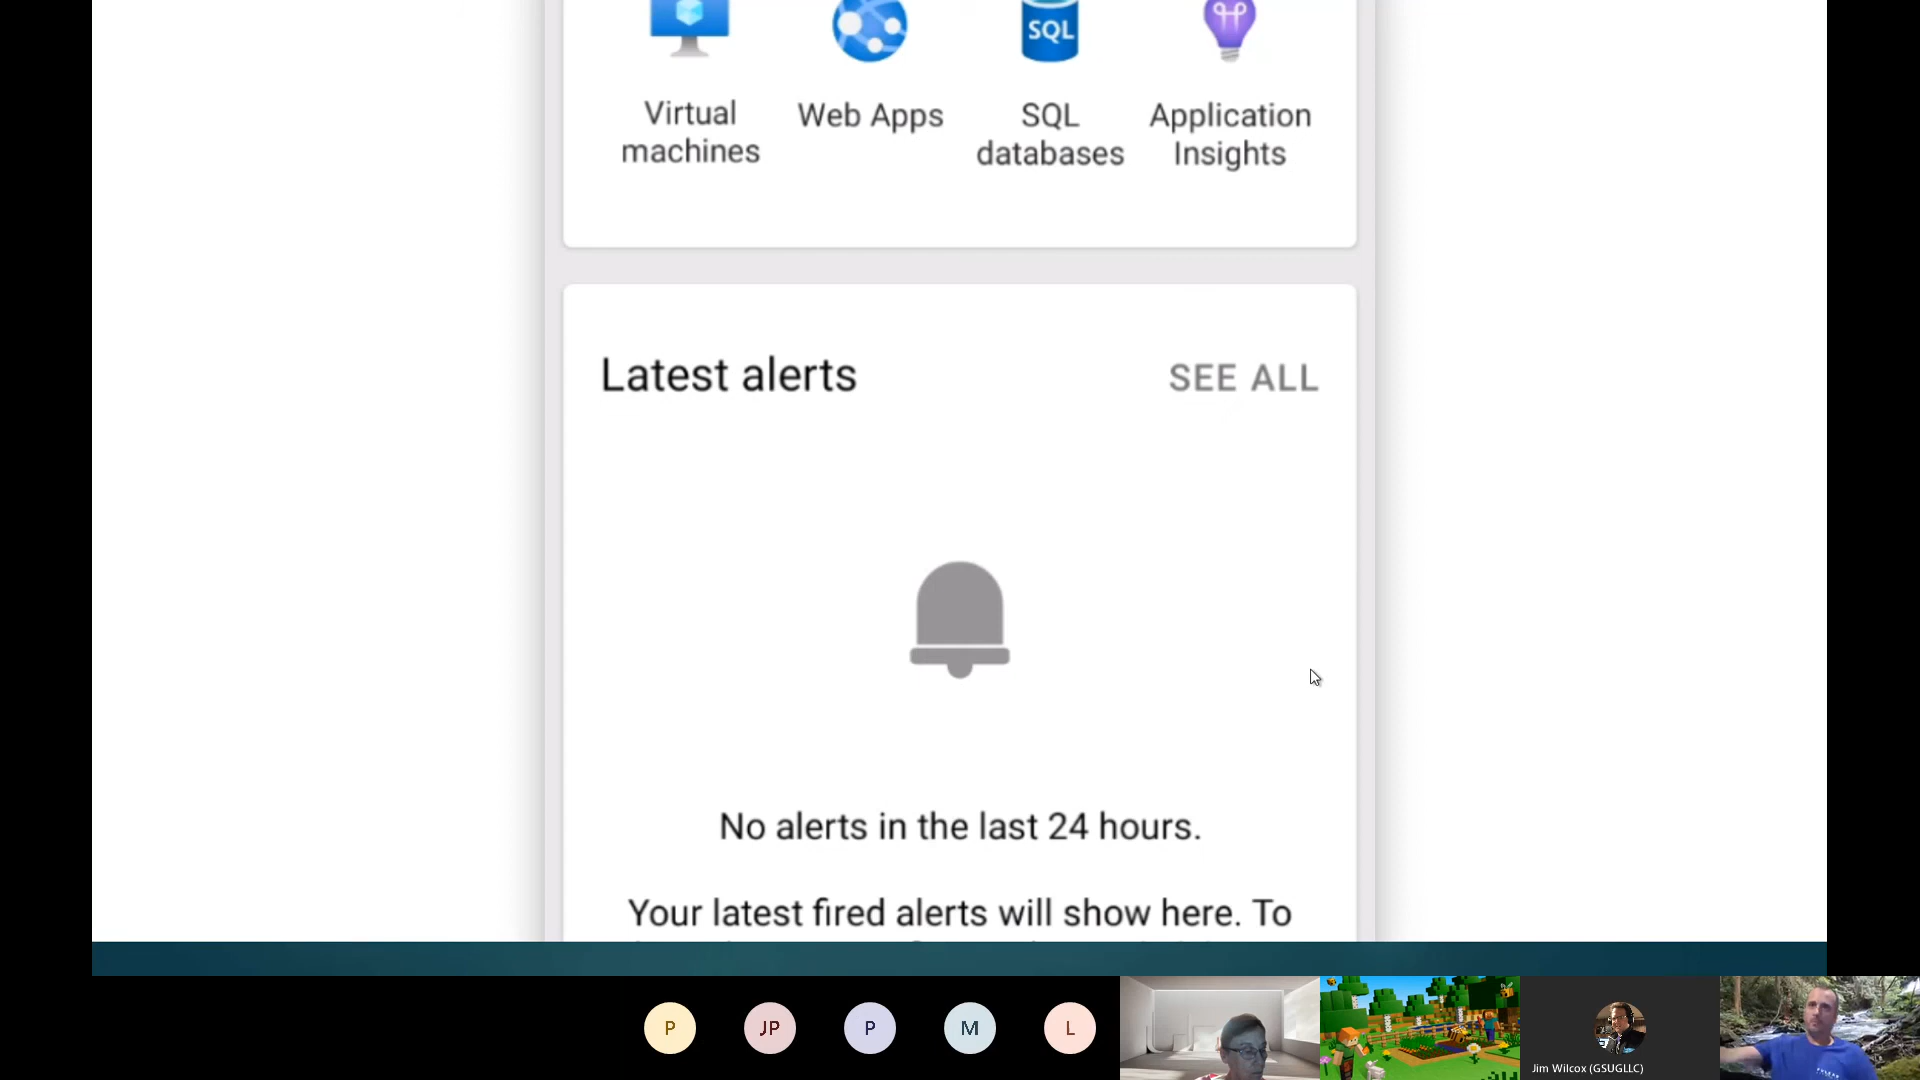 SQL
Virtual machines
Web Apps
SQL databases
Application Insights
Latest alerts
SEE ALL
No alerts in the last 24 hours.
Your latest fired alerts will show here. To
P
JP
P
M
L
Jim Wilcox (GSUGLLC)